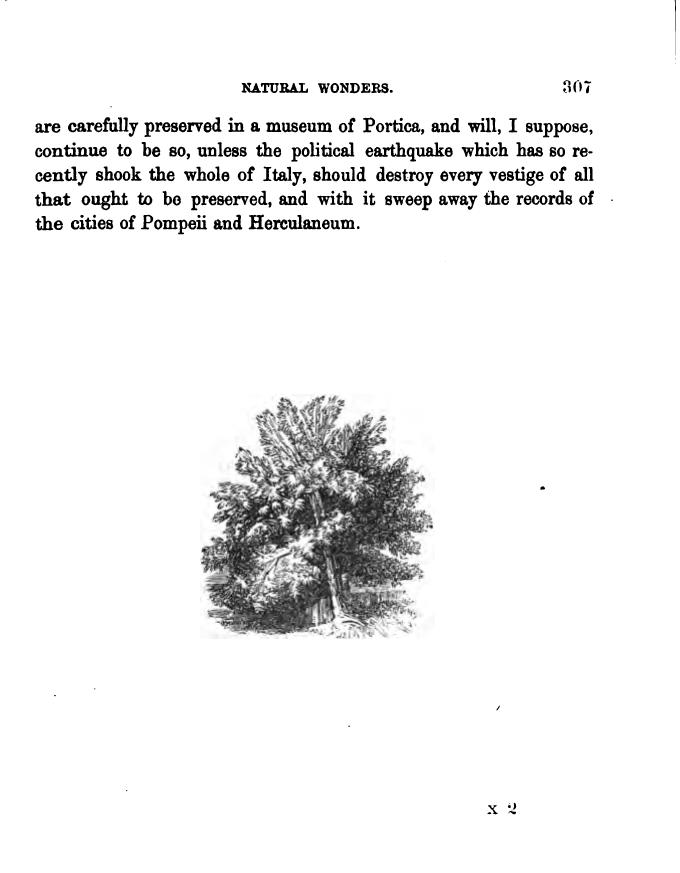 NATURAL WONDERS. 307
are carefully preserved in a museum of Portica, and will, I suppose,
continue to be so, unless the political earthquake which has so re-
cently shook the whole of Italy, should destroy every vestige of all
that ought to be preserved, and with it sweep away the records of
the cities of Pompeii and Herculaneum.
X 2